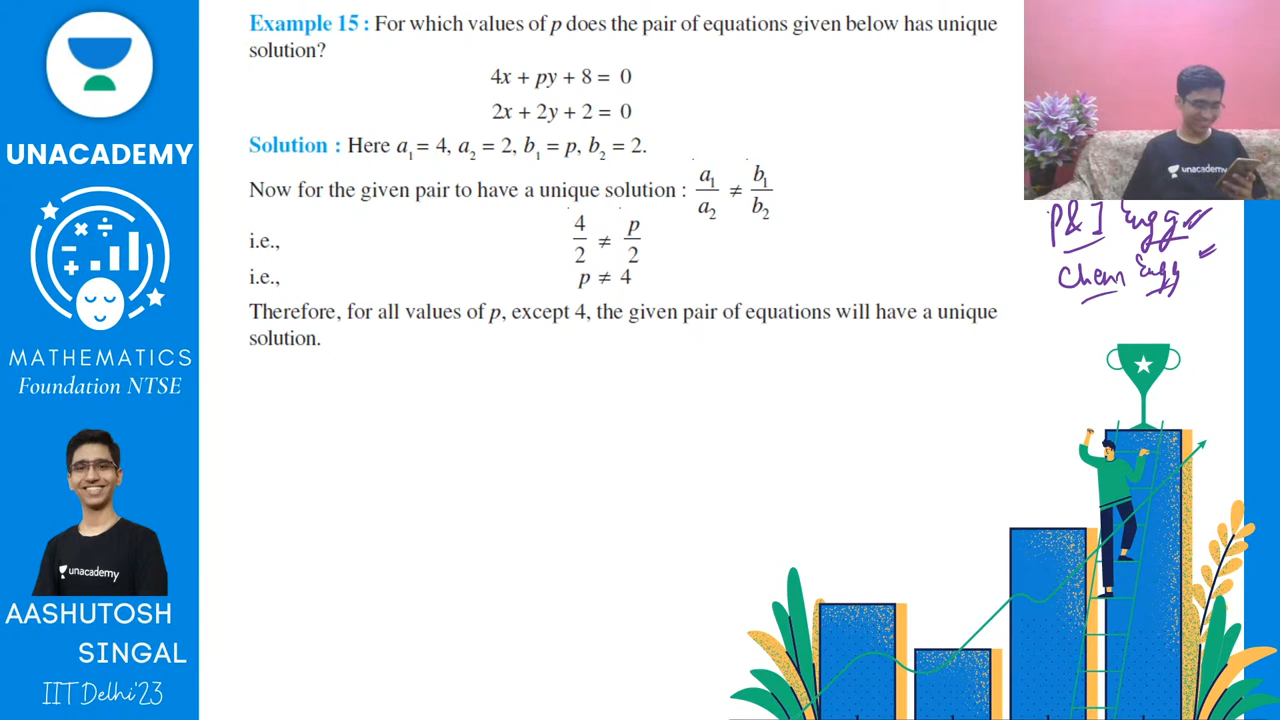 UNACADEMY
MATHEMATICS
Foundation NTSE
unacademy
AASHUTOSH
SINGAL
IIT Delhi'23
Example 15 : For which values of p does the pair of equations given below has unique
solution?
4x + py + 8 = 0
2x + 2y + 2 = 0
Solution : Here a₁ = 4, a₂ = 2, b₁ = p, b₂ = 2.
Now for the given pair to have a unique solution : a₁/a₂ ≠ b₁/b₂
i.e., 4/2 ≠ p/2
i.e., p ≠ 4
Therefore, for all values of p, except 4, the given pair of equations will have a unique
solution.
unacademy
P&I Engg
Chem Engg